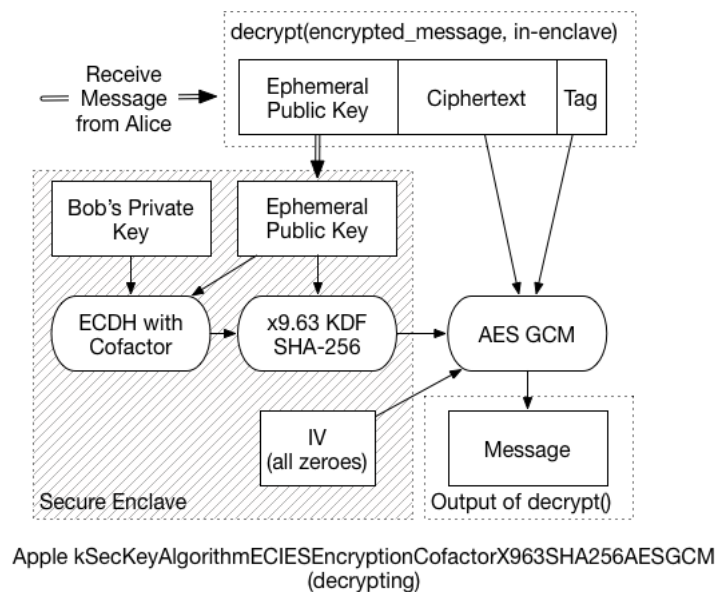 decrypt(encrypted_message, in-enclave)
Receive
Message
from Alice
Ephemeral
Public Key
Ciphertext
Tag
Bob's Private
Key
Ephemeral
Public Key
ECDH with
Cofactor
x9.63 KDF
SHA-256
AES GCM
IV
(all zeroes)
Message
Secure Enclave
Output of decrypt()
Apple kSecKeyAlgorithmECIESEncryptionCofactorX963SHA256AESGCM
(decrypting)